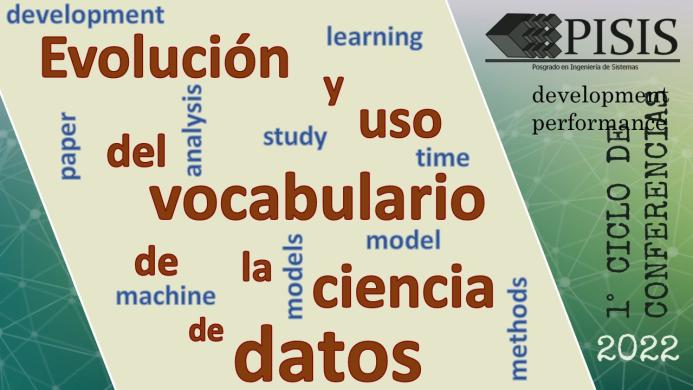 development
learning
Evolución
y
analysis
uso
paper
study
del
time
vocabulario
model
de
la
models
ciencia
machine
methods
de
datos
PISIS
Posgrado en Ingeniería de Sistemas
development
performance
1° CICLO DE
CONFERENCIAS
2022